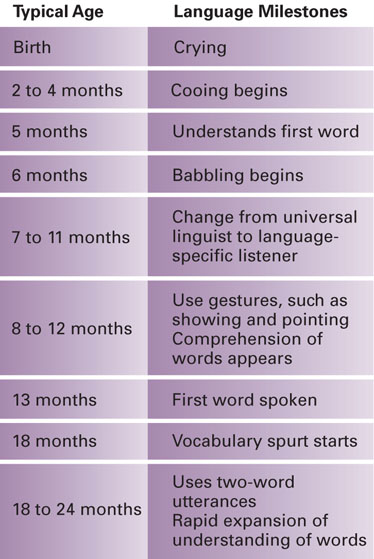 Typical Age Language Milestones
Birth Crying
2 to 4 months Cooing begins
5 months Understands first word
6 months Babbling begins
7 to 11 months
Change from universal
linguist to language-
specific listener
8 to 12 months
Use gestures, such as
showing and pointing
Comprehension of
words appears
13 months First word spoken
18 months Vocabulary spurt starts
18 to 24 months
Uses two-word
utterances
Rapid expansion of
understanding of words